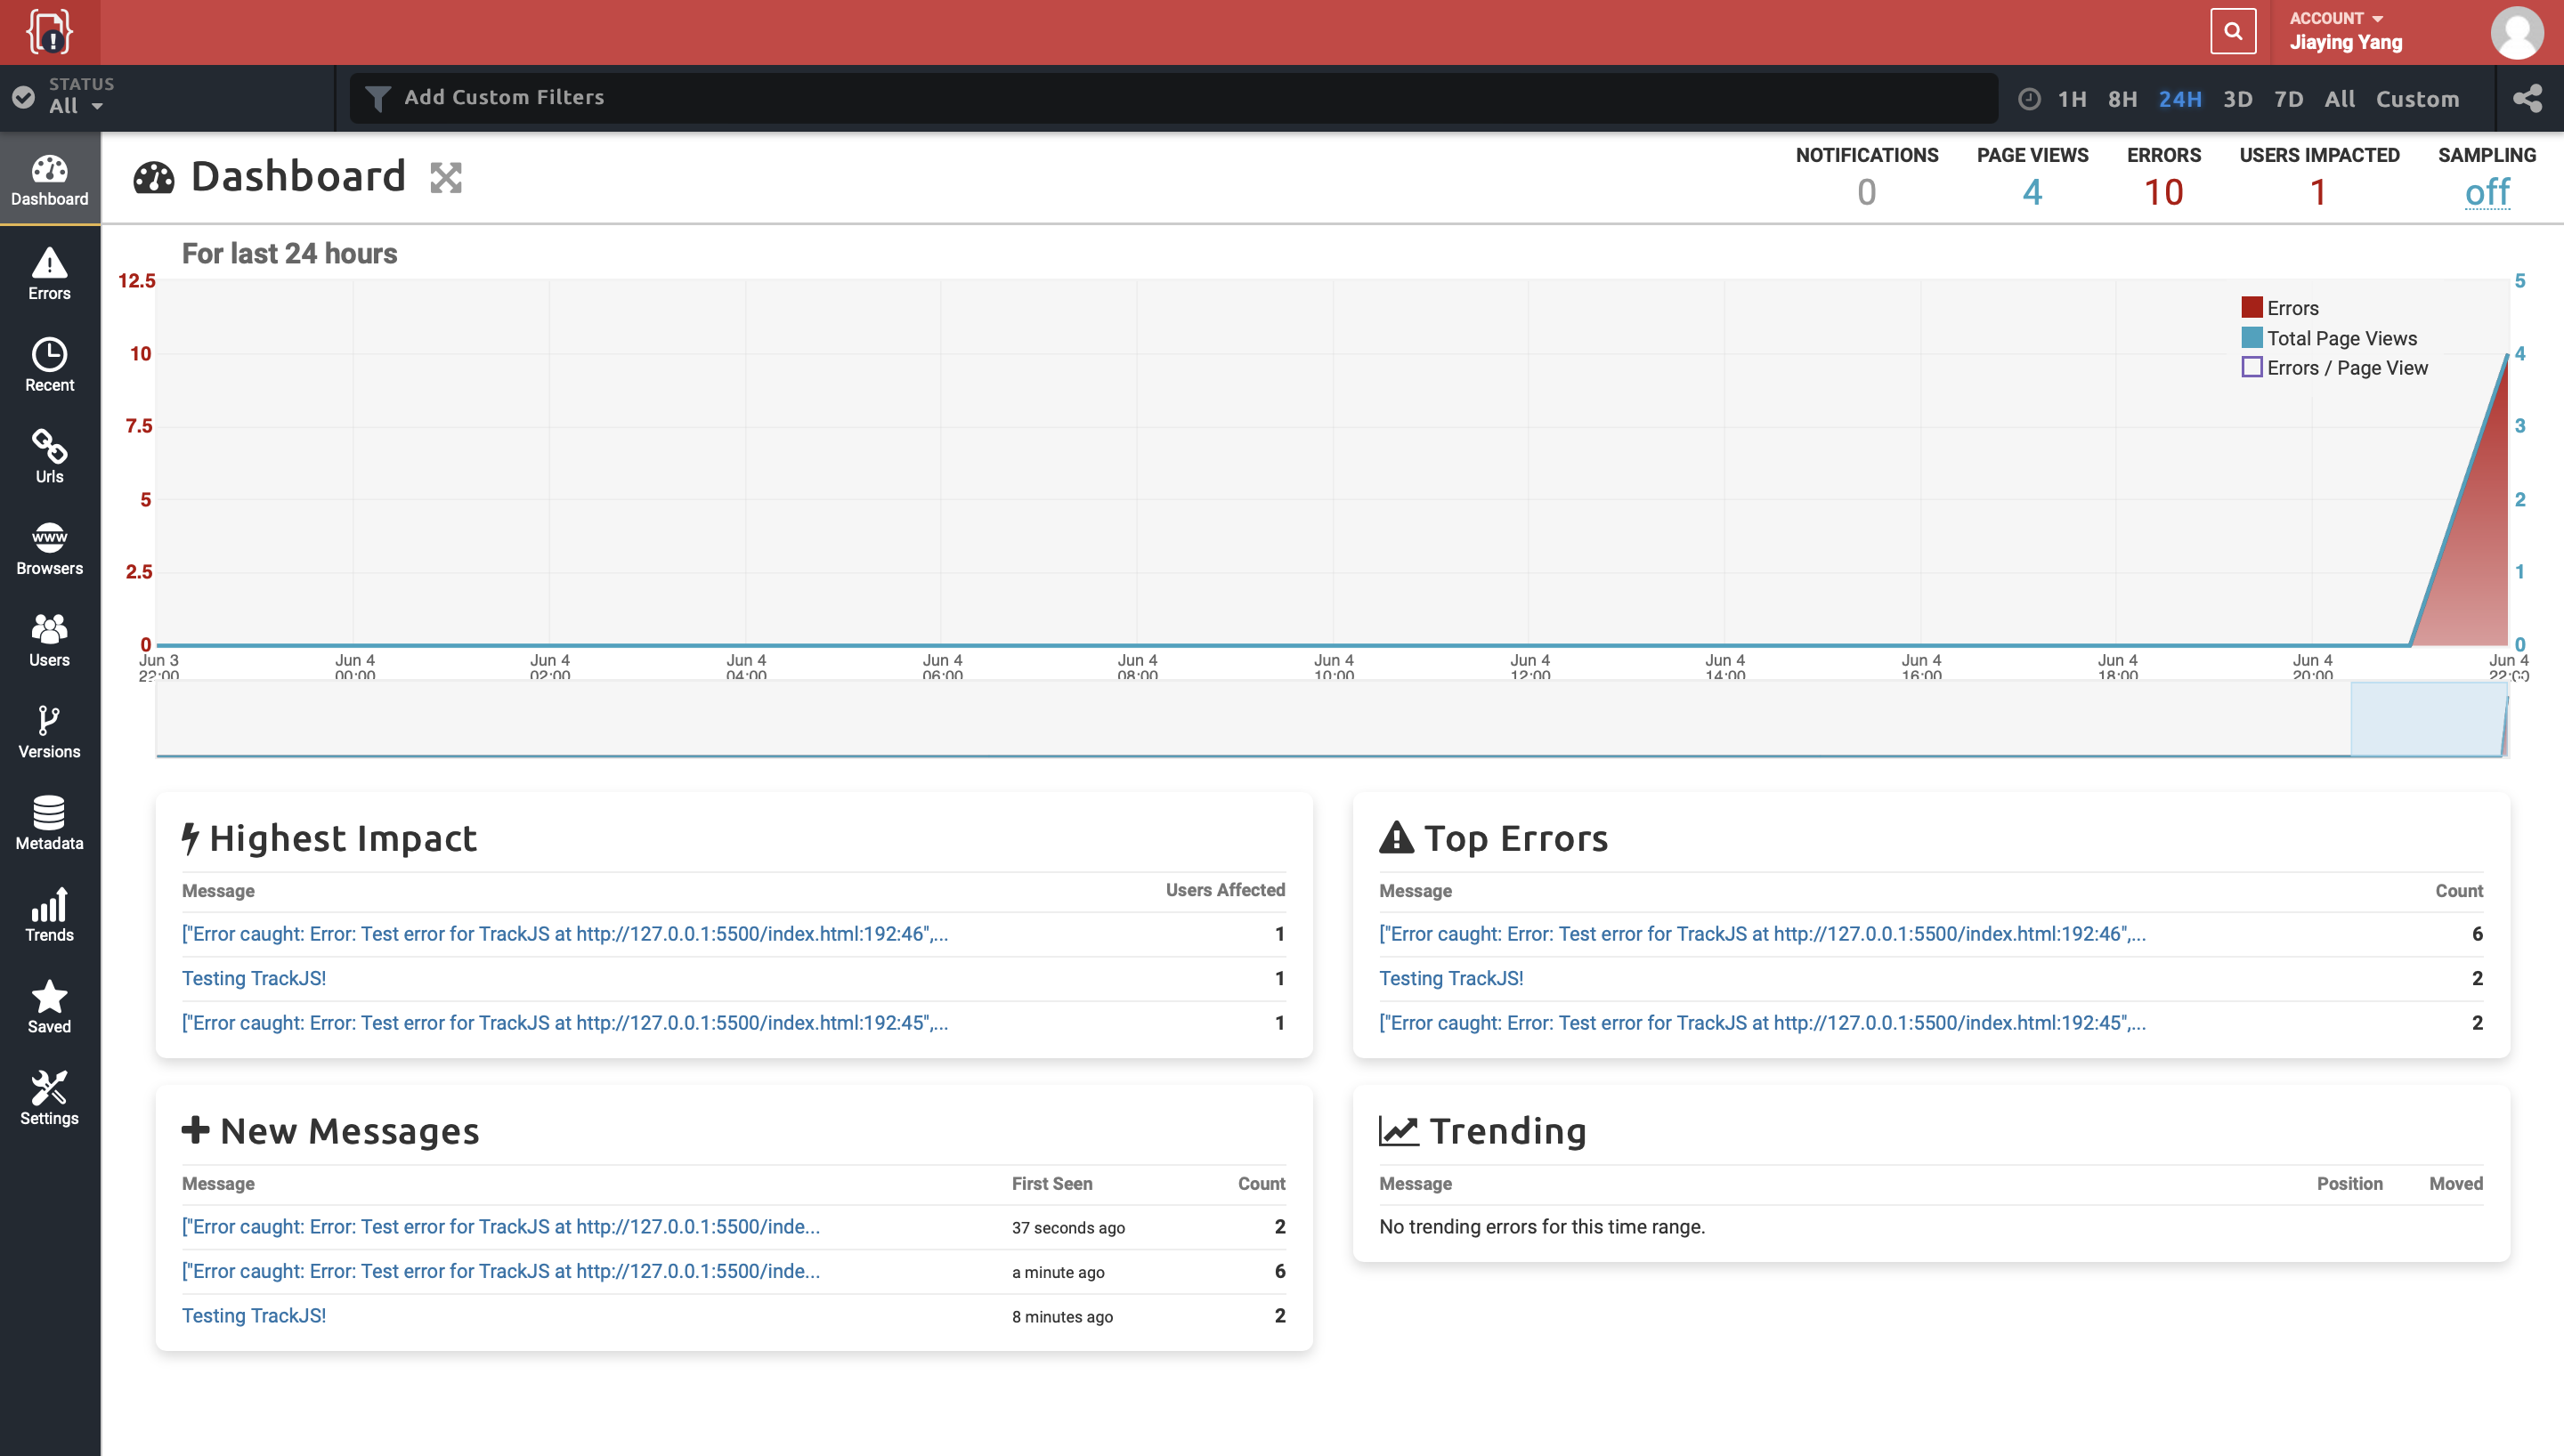 ACCOUNT
Jiaying Yang
STATUS
All
Add Custom Filters
1H 8H 24H 3D 7D All Custom
Dashboard
Errors
Recent
Urls
www
Browsers
Users
Versions
Metadata
Trends
Saved
Settings
Dashboard
NOTIFICATIONS
0
PAGE VIEWS
4
ERRORS
10
USERS IMPACTED
1
SAMPLING
off
For last 24 hours
12.5
10
7.5
5
2.5
0
5
4
3
2
1
0
Errors
Total Page Views
Errors / Page View
Jun 3 22:00
Jun 4 00:00
Jun 4 02:00
Jun 4 04:00
Jun 4 06:00
Jun 4 08:00
Jun 4 10:00
Jun 4 12:00
Jun 4 14:00
Jun 4 16:00
Jun 4 18:00
Jun 4 20:00
Jun 4 22:00
Highest Impact
Message Users Affected
["Error caught: Error: Test error for TrackJS at http://127.0.0.1:5500/index.html:192:46",... 1
Testing TrackJS! 1
["Error caught: Error: Test error for TrackJS at http://127.0.0.1:5500/index.html:192:45",... 1
Top Errors
Message Count
["Error caught: Error: Test error for TrackJS at http://127.0.0.1:5500/index.html:192:46",... 6
Testing TrackJS! 2
["Error caught: Error: Test error for TrackJS at http://127.0.0.1:5500/index.html:192:45",... 2
New Messages
Message First Seen Count
["Error caught: Error: Test error for TrackJS at http://127.0.0.1:5500/inde... 37 seconds ago 2
["Error caught: Error: Test error for TrackJS at http://127.0.0.1:5500/inde... a minute ago 6
Testing TrackJS! 8 minutes ago 2
Trending
Message Position Moved
No trending errors for this time range.